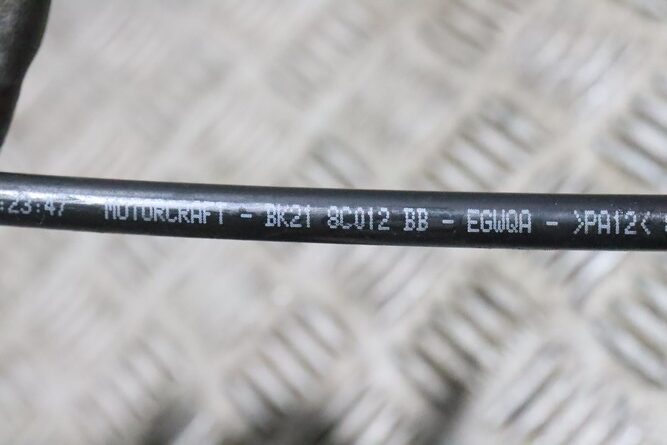 :23:47 MOTORCRAFT - BK21 8C012 BB - EGWQA - >PA12<